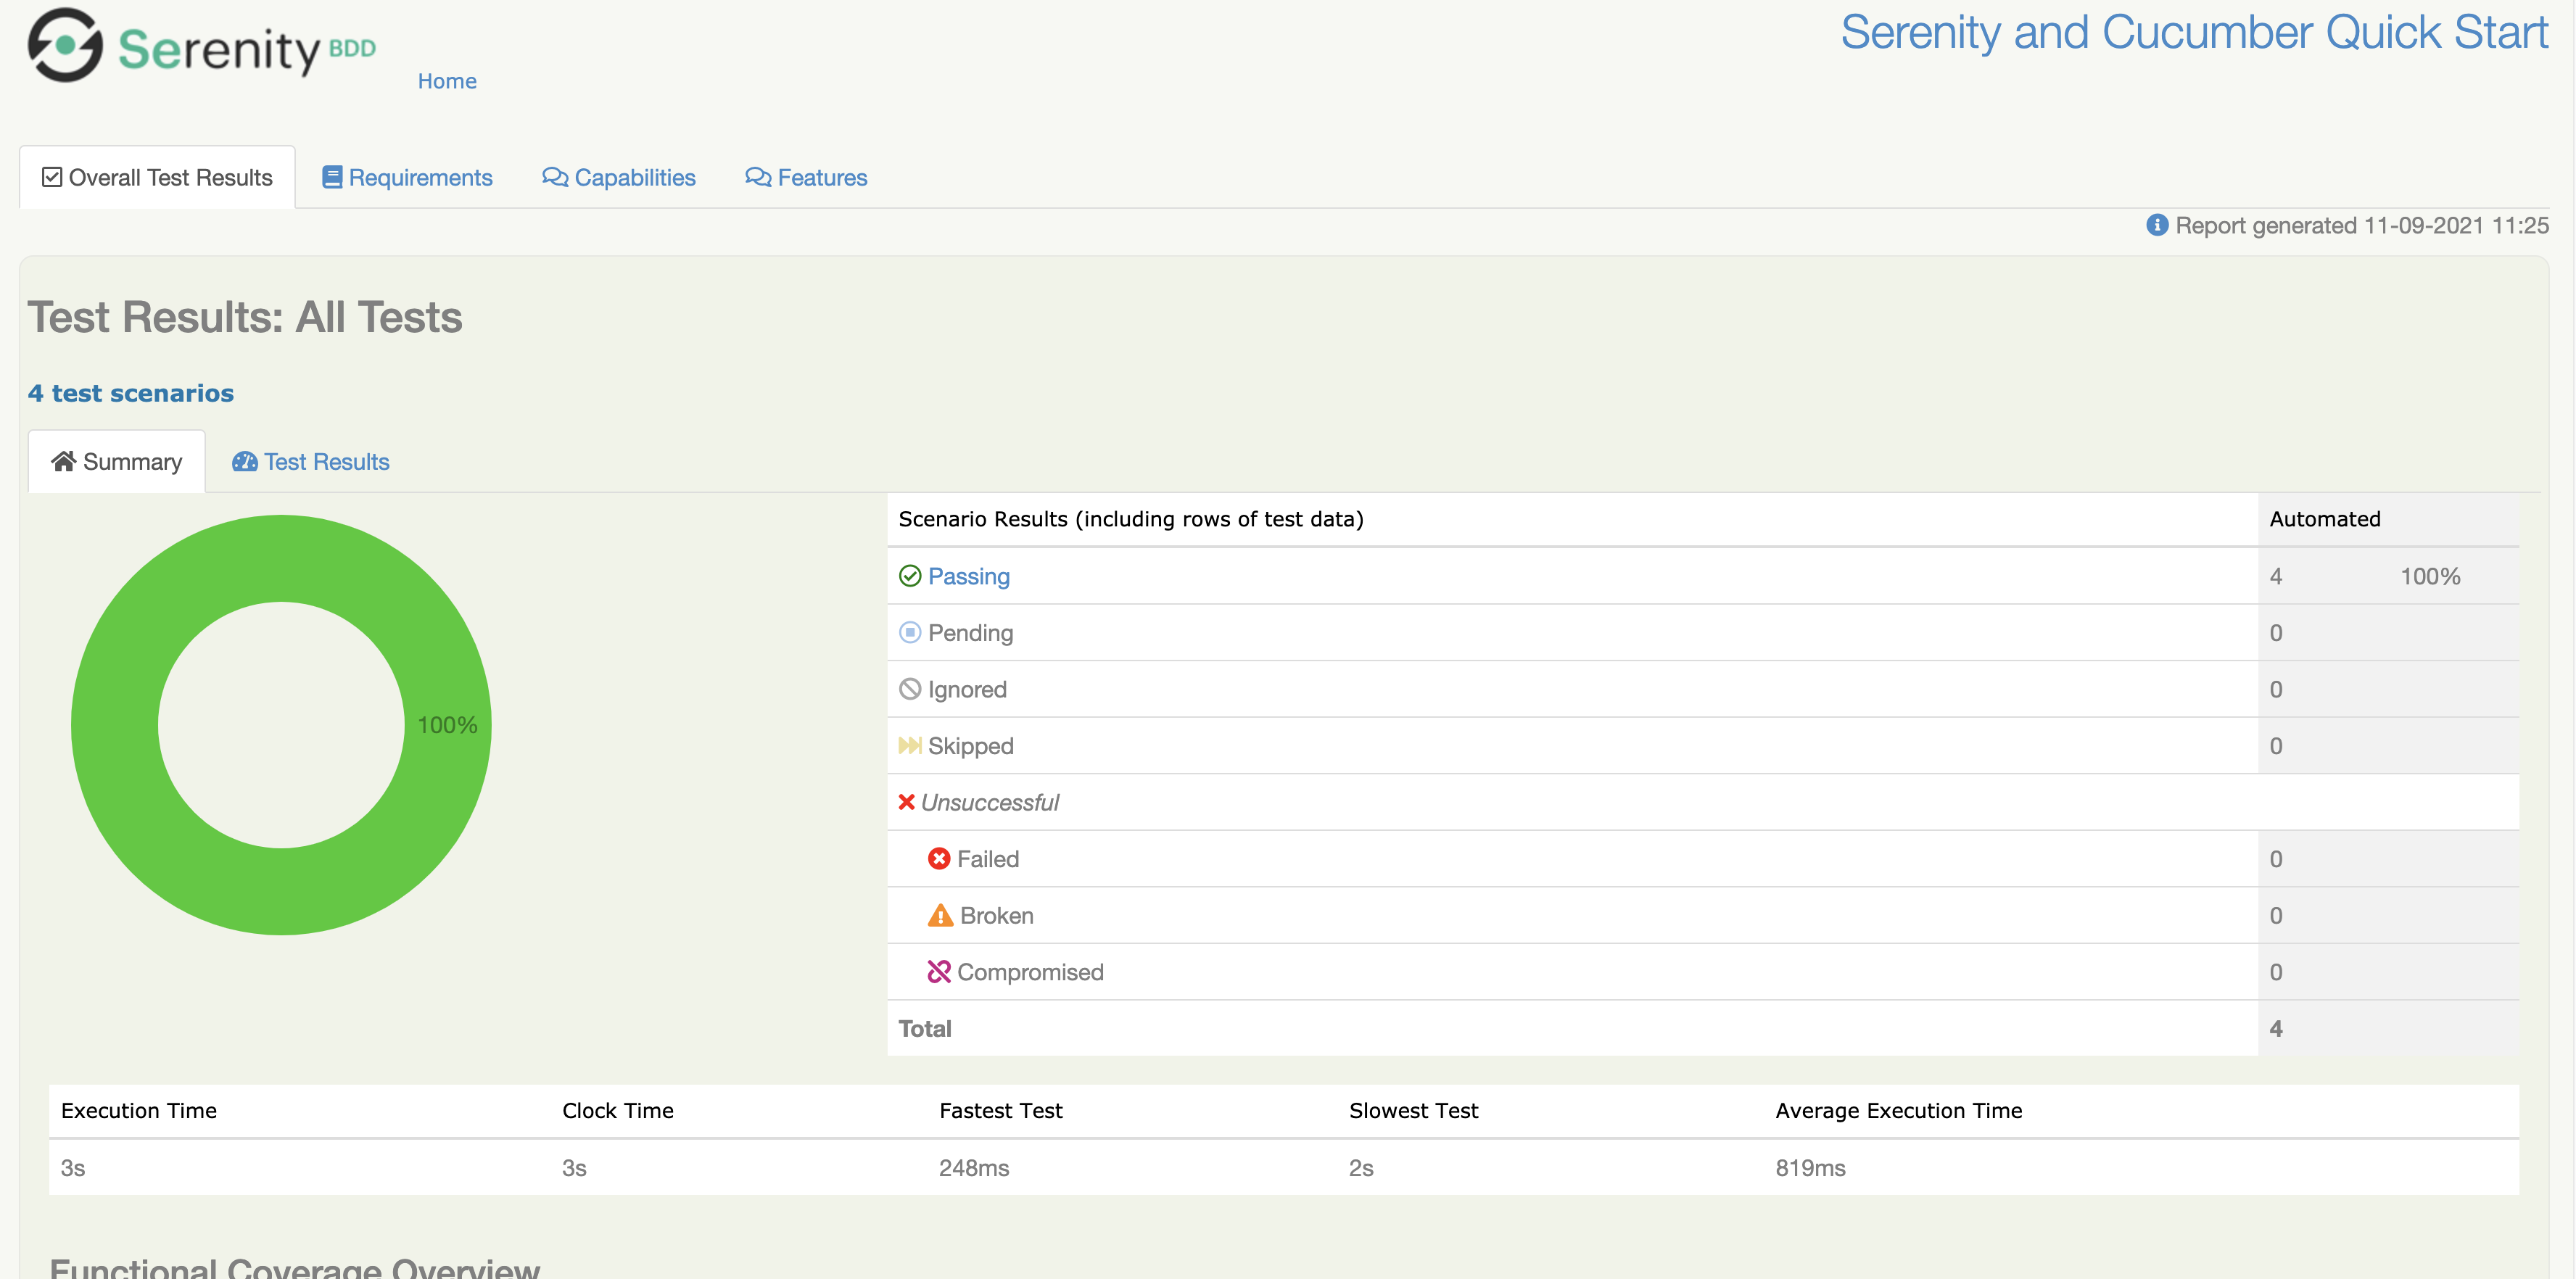 Serenity BDD
Home
Serenity and Cucumber Quick Start
Overall Test Results
Requirements
Capabilities
Features
Report generated 11-09-2021 11:25
Test Results: All Tests
4 test scenarios
Summary
Test Results
100%
Scenario Results (including rows of test data) Automated
Passing 4 100%
Pending 0
Ignored 0
Skipped 0
Unsuccessful
Failed 0
Broken 0
Compromised 0
Total 4
Execution Time Clock Time Fastest Test Slowest Test Average Execution Time
3s 3s 248ms 2s 819ms
Functional Coverage Overview